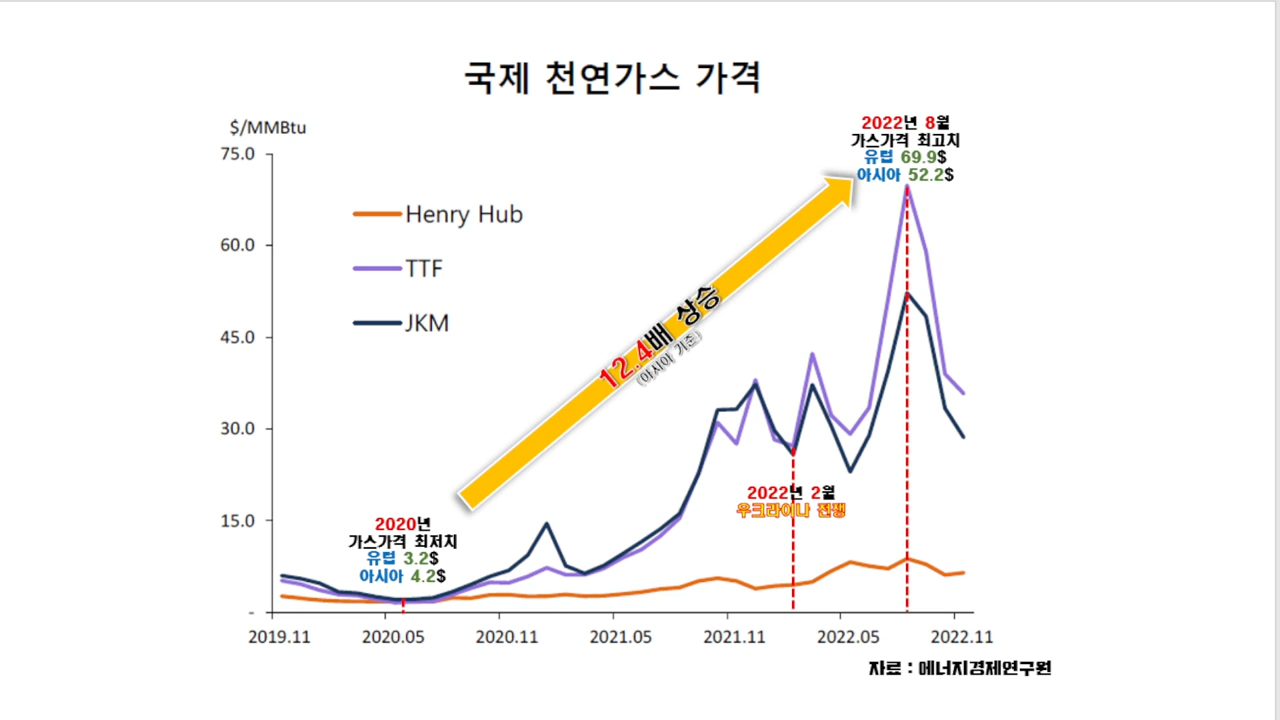 국제 천연가스 가격
$/MMBtu
75.0
60.0
45.0
30.0
15.0
-
Henry Hub
TTF
JKM
12.4배 상승
(아시아 기준)
2022년 8월
가스가격 최고치
유럽 69.9$
아시아 52.2$
2022년 2월
우크라이나 전쟁
2020년
가스가격 최저치
유럽 3.2$
아시아 4.2$
2019.11
2020.05
2020.11
2021.05
2021.11
2022.05
2022.11
자료 : 에너지경제연구원